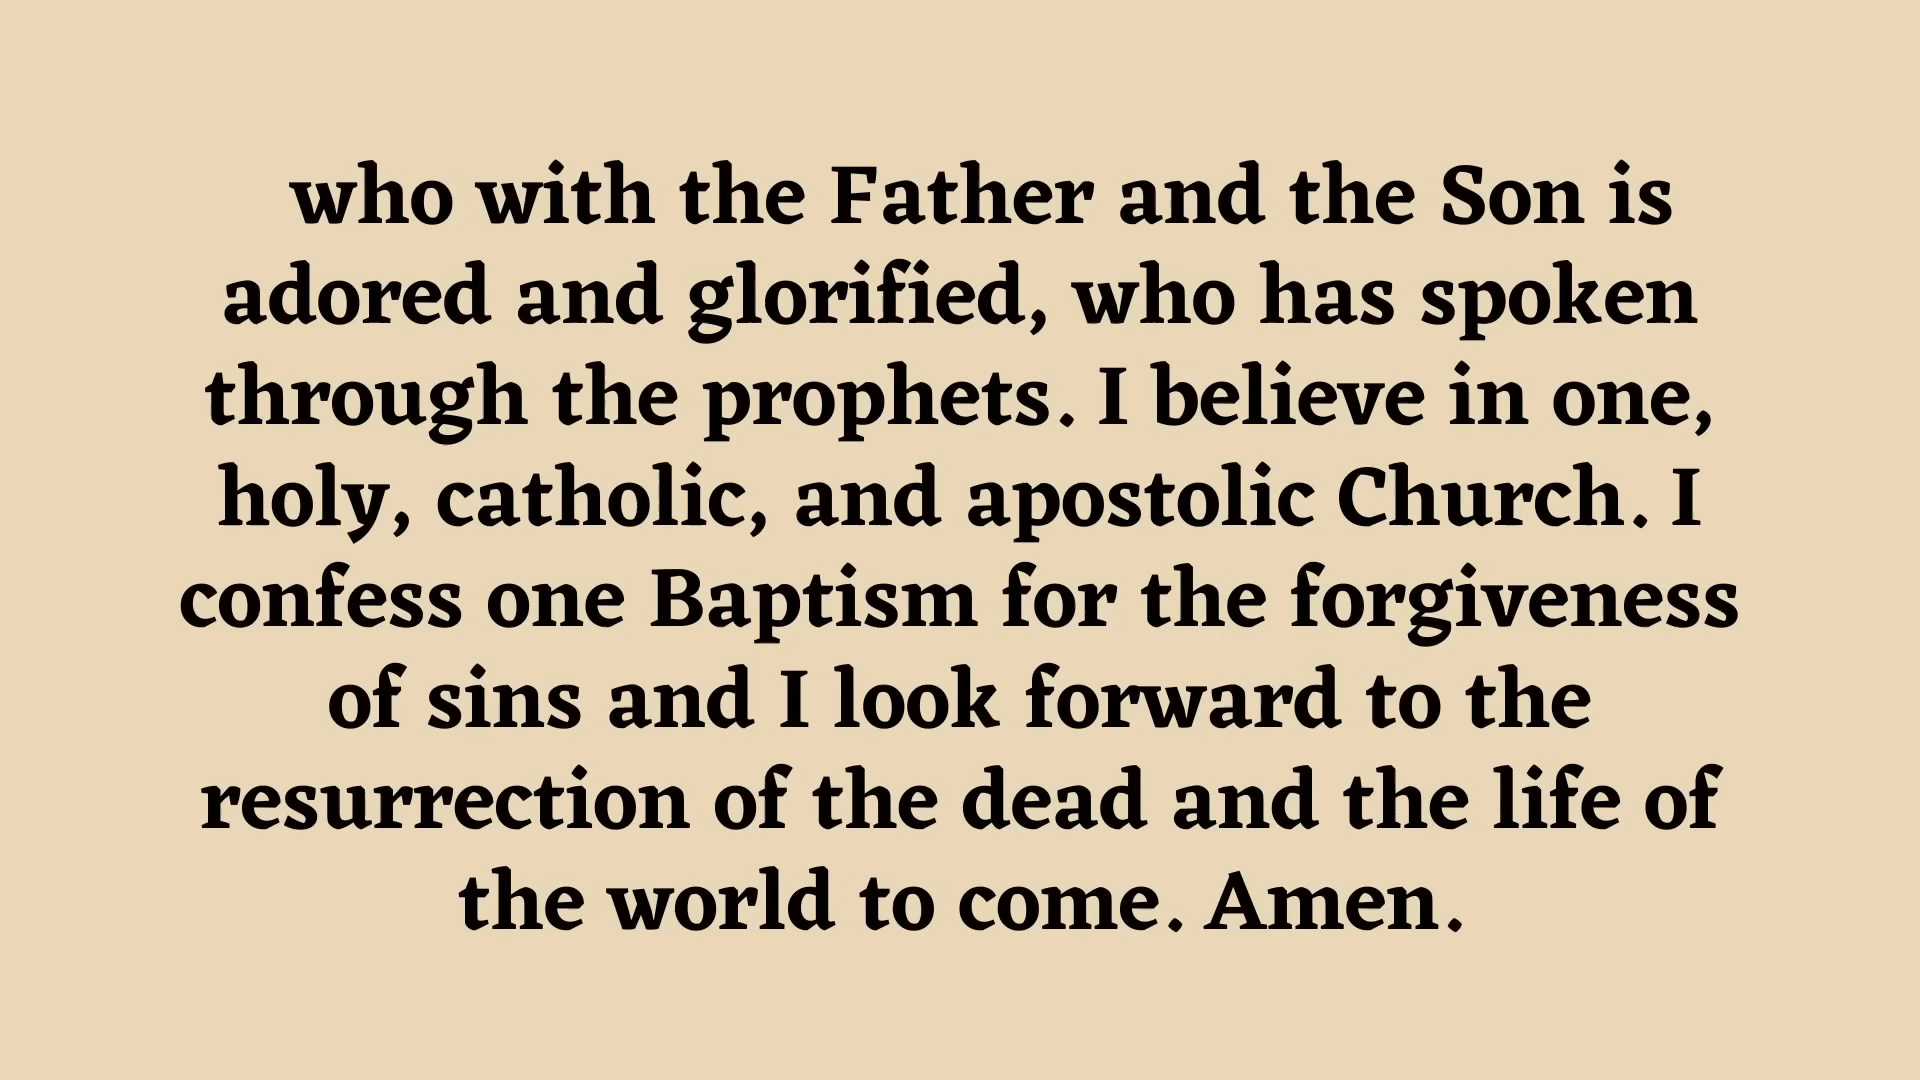 who with the Father and the Son is
adored and glorified, who has spoken
through the prophets. I believe in one,
holy, catholic, and apostolic Church. I
confess one Baptism for the forgiveness
of sins and I look forward to the
resurrection of the dead and the life of
the world to come. Amen.